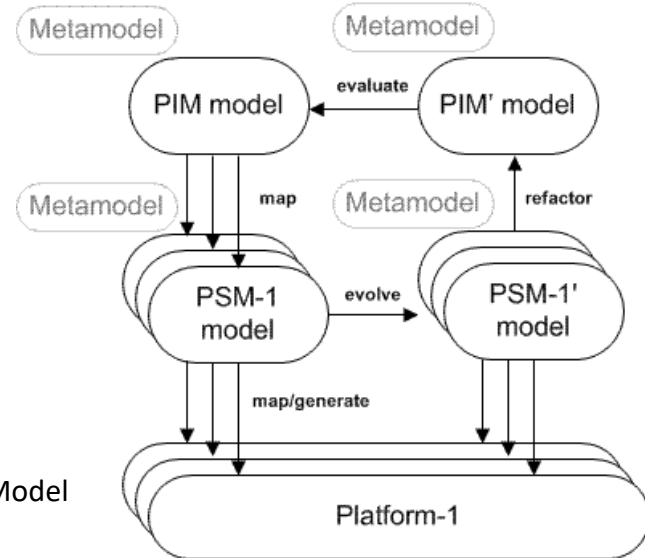 Metamodel
Metamodel
evaluate
PIM model
PIM' model
Metamodel
map
Metamodel
refactor
PSM-1
model
evolve
PSM-1'
model
map/generate
Model
Platform-1